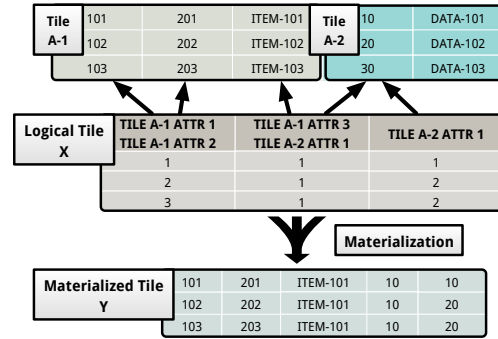 Tile A-1 101 201 ITEM-101 Tile A-2 10 DATA-101
102 202 ITEM-102 20 DATA-102
103 203 ITEM-103 30 DATA-103
Logical Tile X TILE A-1 ATTR 1 TILE A-1 ATTR 3 TILE A-2 ATTR 1
TILE A-1 ATTR 2 TILE A-2 ATTR 1
1 1 1
2 1 2
3 1 2
Materialization
Materialized Tile Y 101 201 ITEM-101 10 10
102 202 ITEM-101 10 20
103 203 ITEM-101 10 20